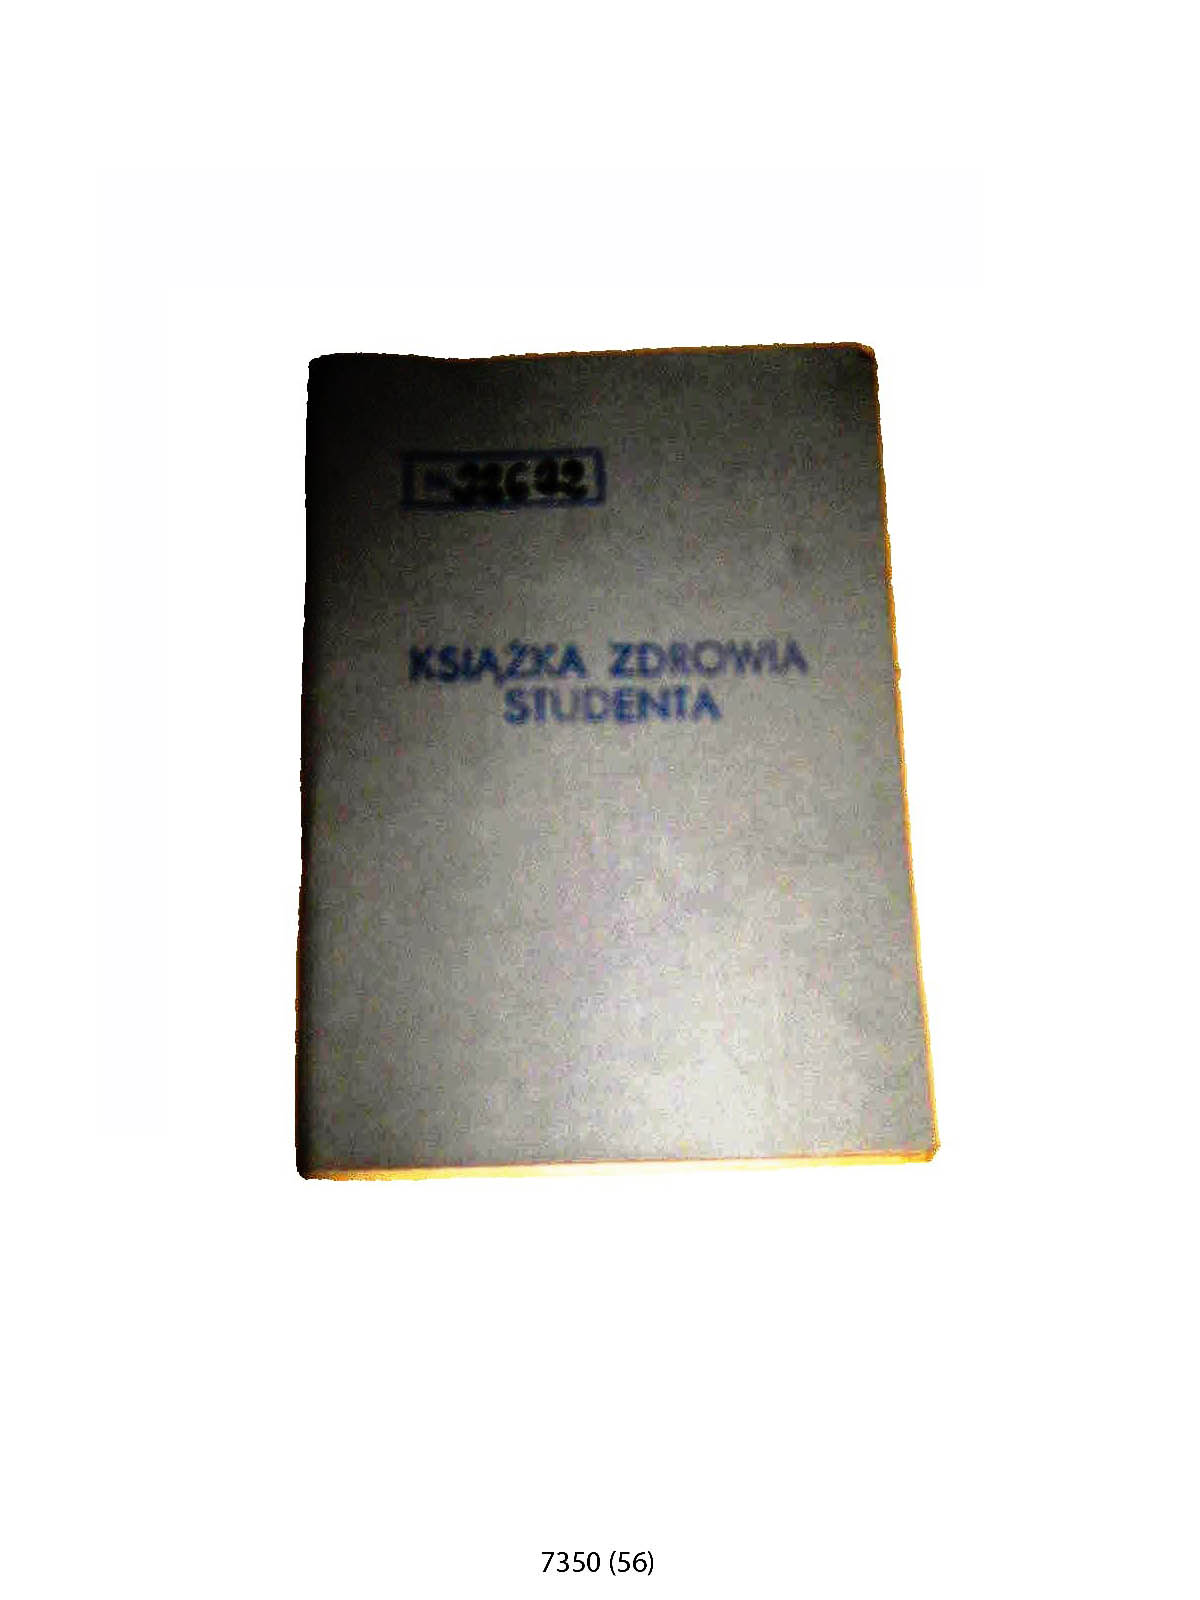 KSIĄŻKA ZDROWIA
STUDENTA
7350 (56)